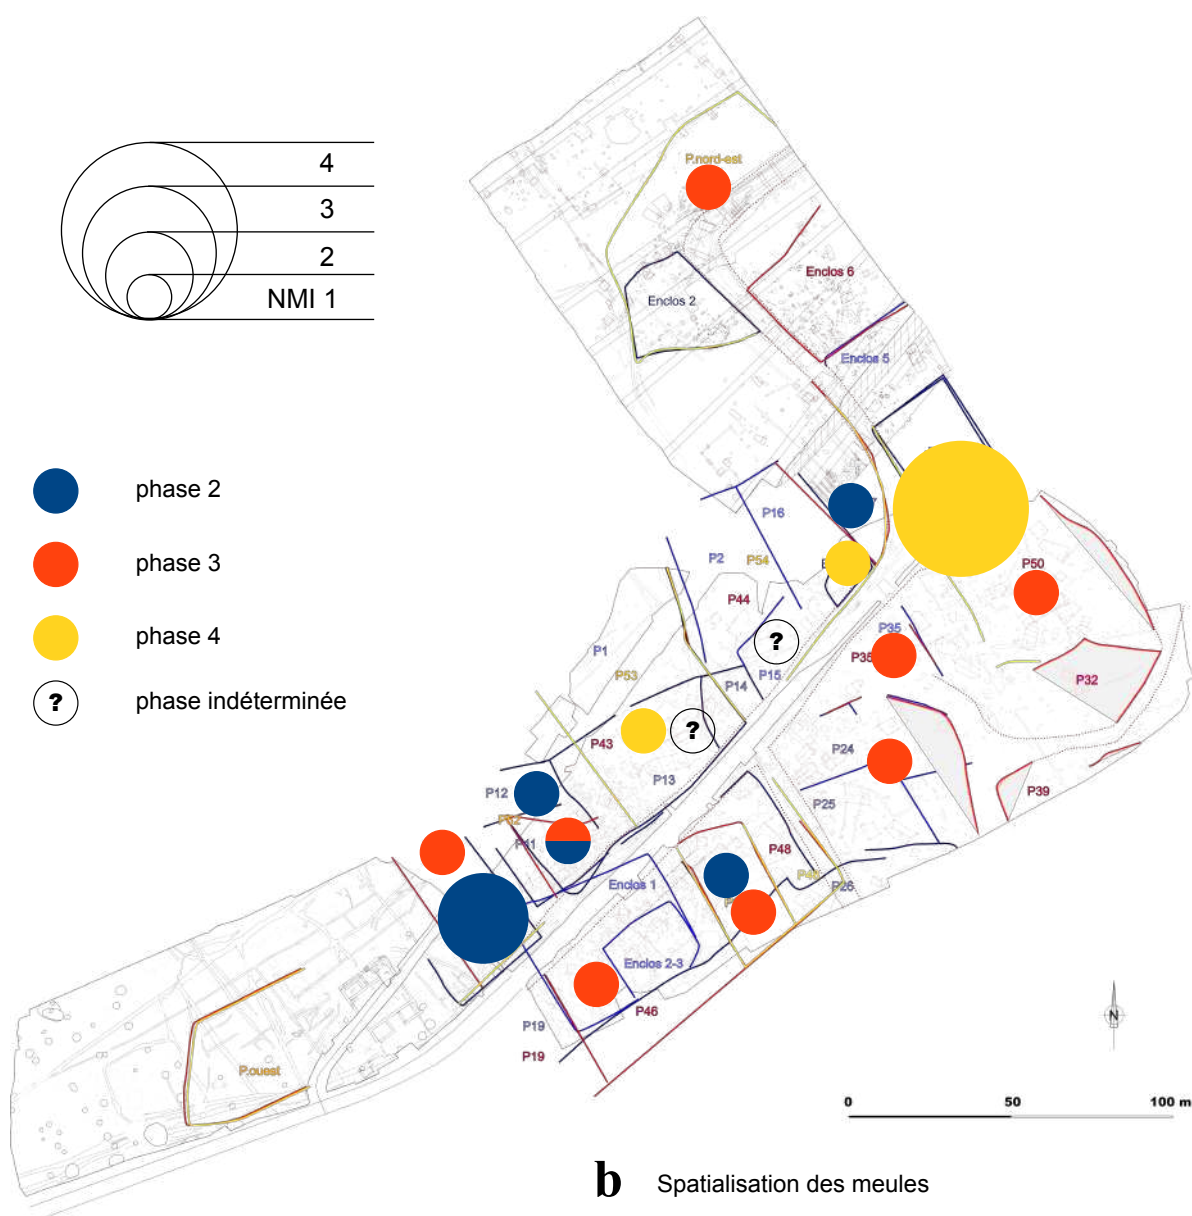 4
3
2
NMI 1
phase 2
phase 3
phase 4
? phase indéterminée
P.nord-est
Enclos 6
Enclos 2
Enclos 5
P16
P2
P54
P44
P50
P35
P35
P32
?
P1
P15
P53
P14
P43
?
P24
P13
P12
P39
P25
P11
P48
Enclos 1
P26
Enclos 2-3
P46
P19
P19
P.ouest
N
0 50 100 m
b Spatialisation des meules